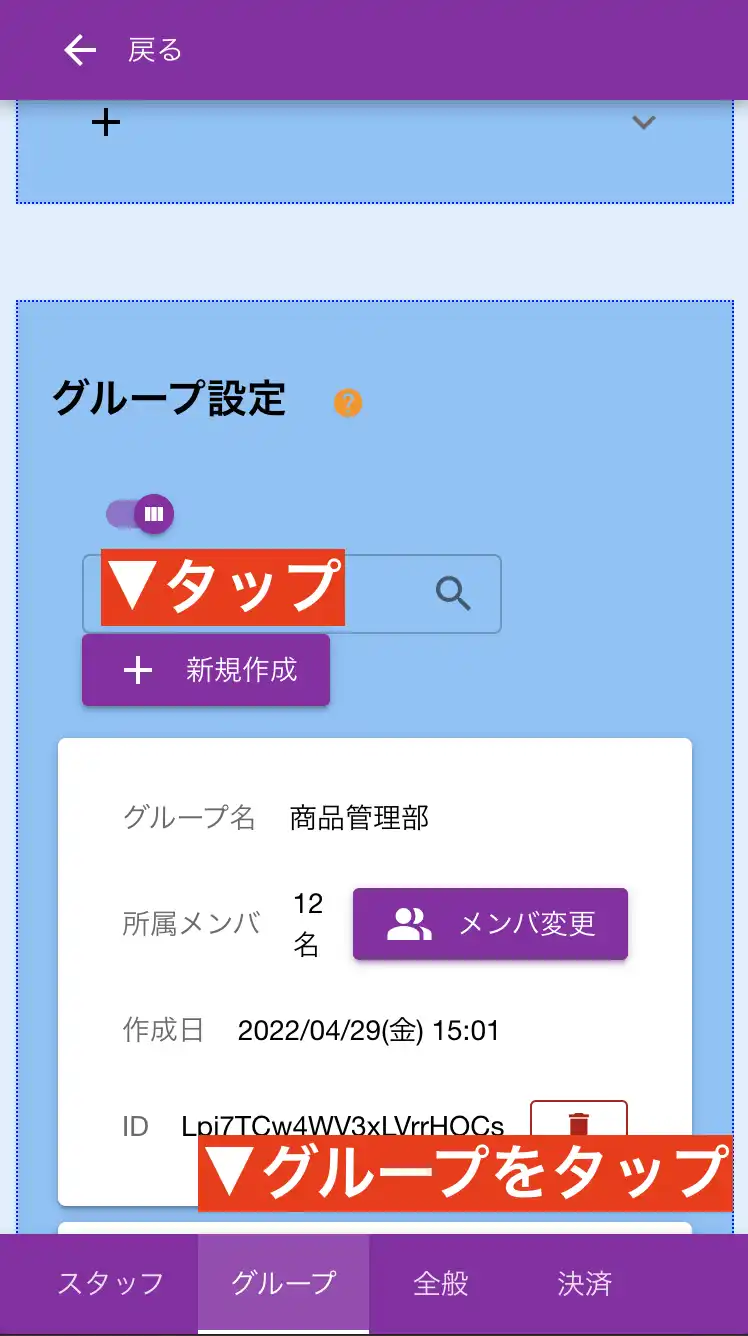 戻る
グループ設定
?
▼タップ
新規作成
グループ名 商品管理部
所属メンバ 12名 メンバ変更
作成日 2022/04/29(金) 15:01
ID Lpi7TCw4WV3xLVrrHOCs
▼グループをタップ
スタッフ グループ 全般 決済